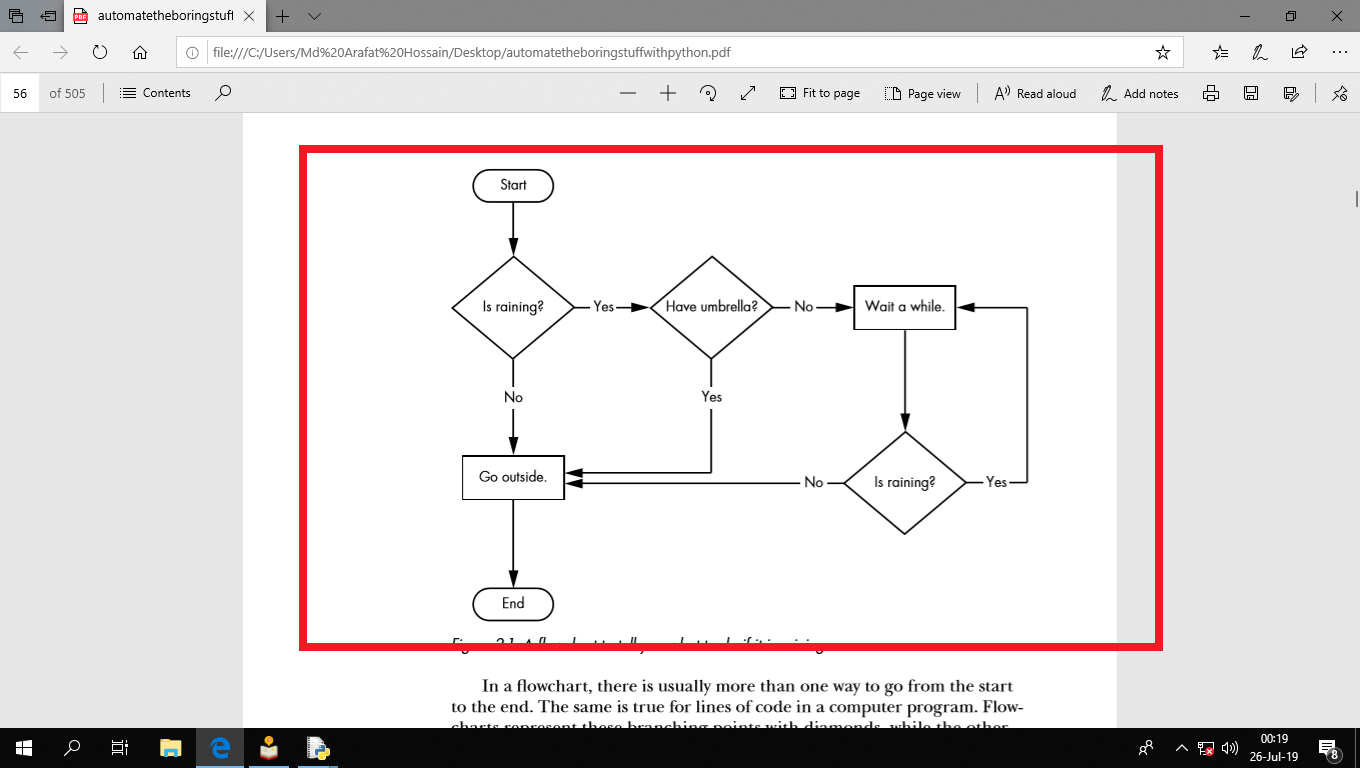 automatetheboringstuff
file:///C:/Users/Md%20Arafat%20Hossain/Desktop/automatetheboringstuffwithpython.pdf
56 of 505 Contents Fit to page Page view Read aloud Add notes
Start
Is raining? Yes Have umbrella? No Wait a while.
No Yes
Go outside. No Is raining? Yes
End
In a flowchart, there is usually more than one way to go from the start
to the end. The same is true for lines of code in a computer program. Flow-
charts represent these branching points with diamonds, while the other
00:19
26-Jul-19
8